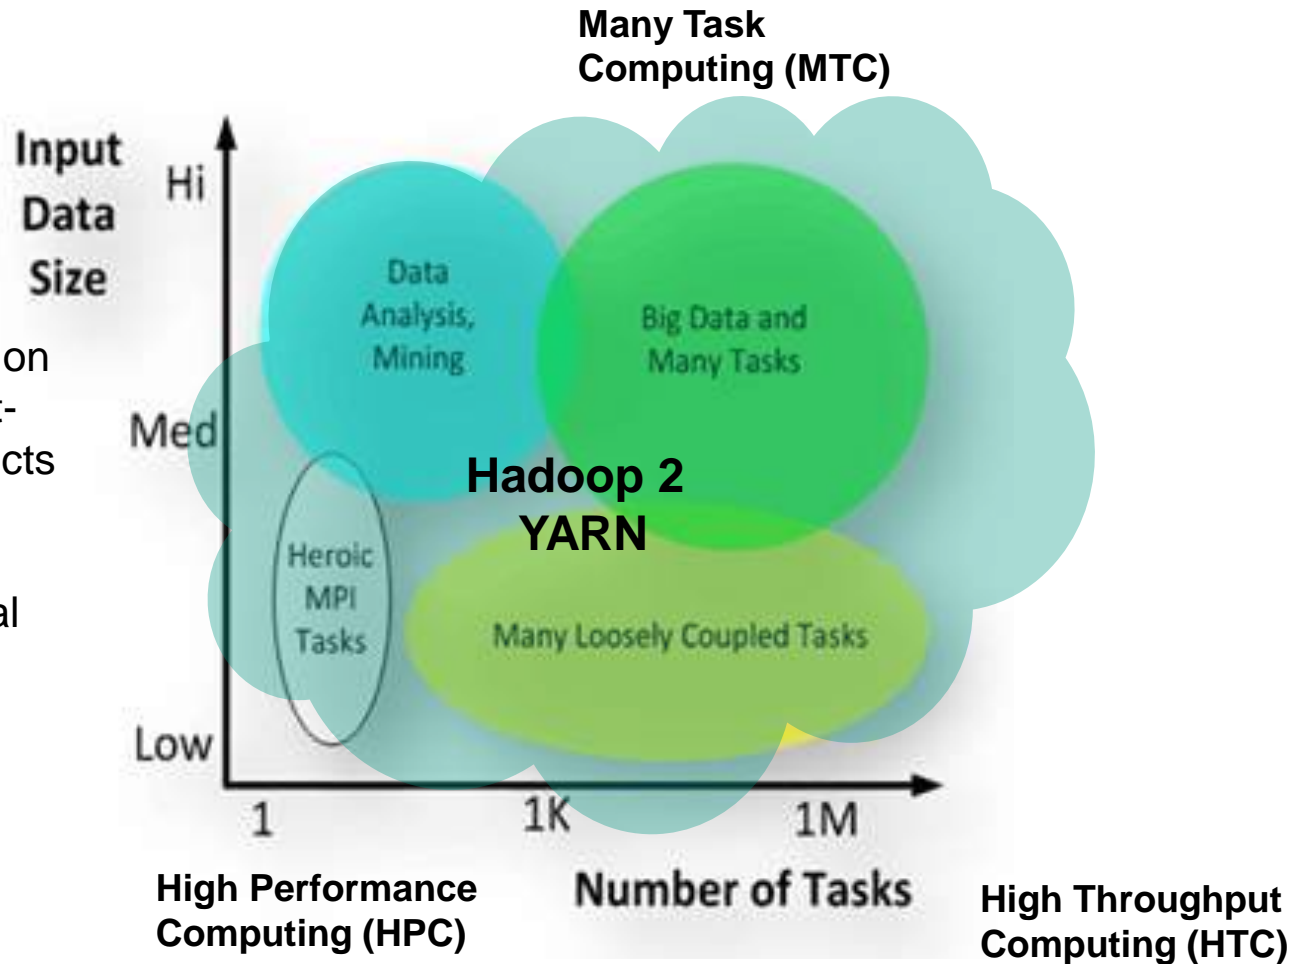 Many Task
Computing (MTC)
Input
Data
Size
Hi
Data
Analysis,
Mining
Big Data and
Many Tasks
on
t-
cts
Med
Hadoop 2
YARN
Heroic
MPI
Tasks
al
Many Loosely Coupled Tasks
Low
1
1K
1M
High Performance
Computing (HPC)
Number of Tasks
High Throughput
Computing (HTC)